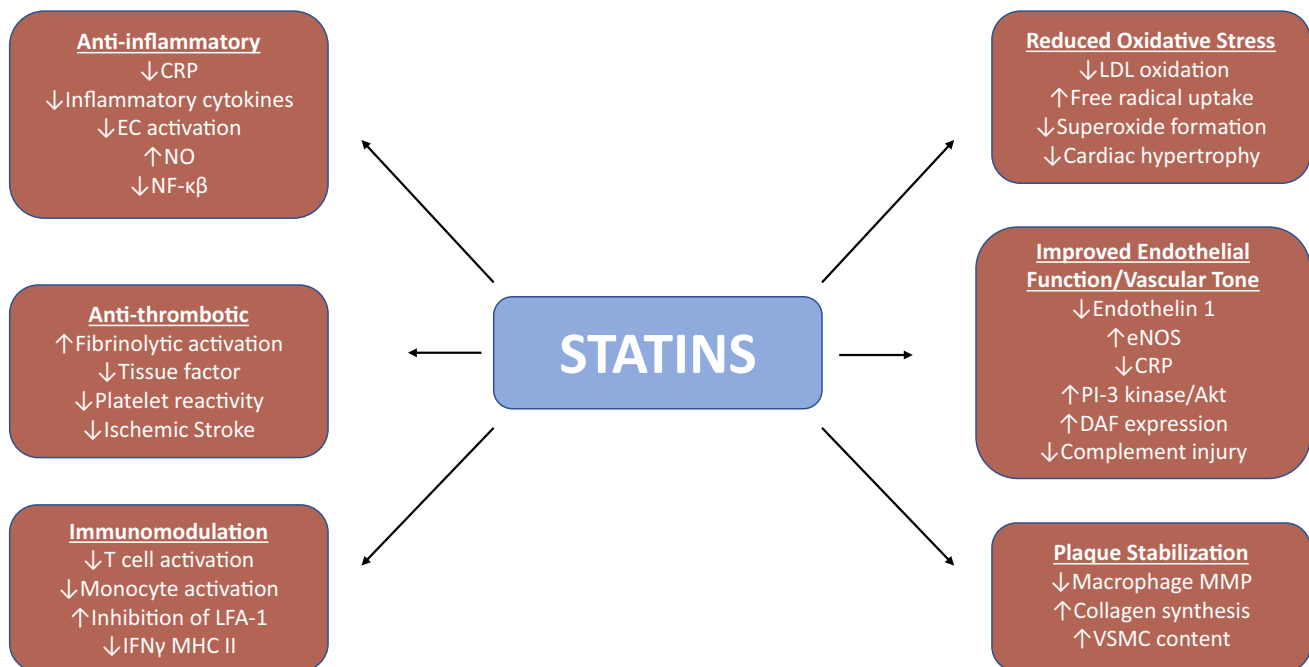 Anti-inflammatory
↓CRP
↓Inflammatory cytokines
↓EC activation
↑NO
↓NF-κβ
Anti-thrombotic
↑Fibrinolytic activation
↓Tissue factor
↓Platelet reactivity
↓Ischemic Stroke
Immunomodulation
↓T cell activation
↓Monocyte activation
↑Inhibition of LFA-1
↓IFNγ MHC II
STATINS
Reduced Oxidative Stress
↓LDL oxidation
↑Free radical uptake
↓Superoxide formation
↓Cardiac hypertrophy
Improved Endothelial
Function/Vascular Tone
↓Endothelin 1
↑eNOS
↓CRP
↑PI-3 kinase/Akt
↑DAF expression
↓Complement injury
Plaque Stabilization
↓Macrophage MMP
↑Collagen synthesis
↑VSMC content